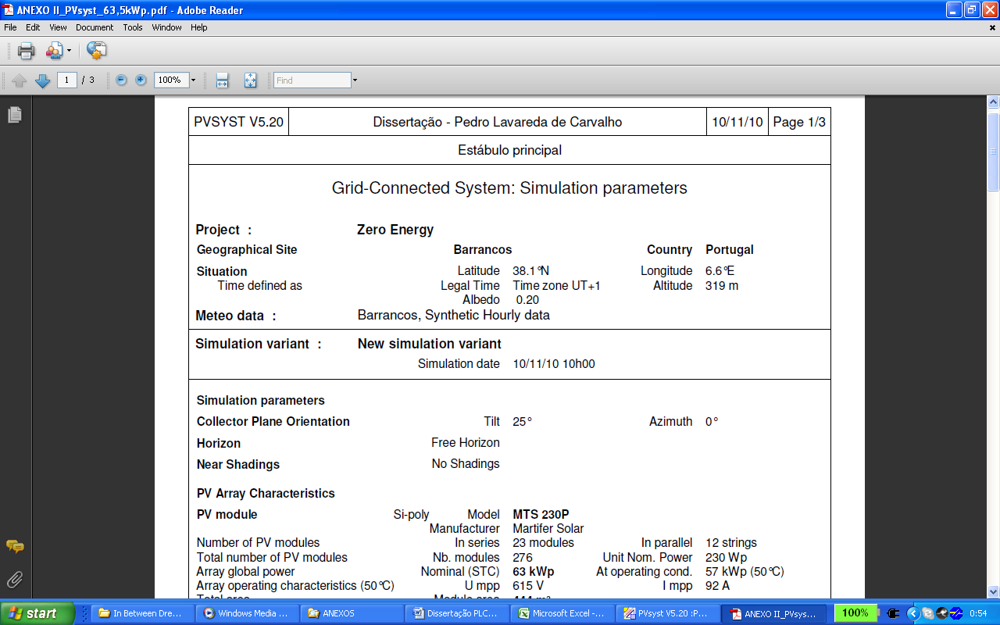 ANEXO II_PVsyst_63,5kWp.pdf - Adobe Reader
File Edit View Document Tools Window Help
1 / 3 100% Find
PVSYST V5.20 Dissertação - Pedro Lavareda de Carvalho 10/11/10 Page 1/3
Estábulo principal
Grid-Connected System: Simulation parameters
Project : Zero Energy
Geographical Site Barrancos Country Portugal
Situation Latitude 38.1°N Longitude 6.6°E
Time defined as Legal Time Time zone UT+1 Altitude 319 m
Albedo 0.20
Meteo data : Barrancos, Synthetic Hourly data
Simulation variant : New simulation variant
Simulation date 10/11/10 10h00
Simulation parameters
Collector Plane Orientation Tilt 25° Azimuth 0°
Horizon Free Horizon
Near Shadings No Shadings
PV Array Characteristics
PV module Si-poly Model MTS 230P
Manufacturer Martifer Solar
Number of PV modules In series 23 modules In parallel 12 strings
Total number of PV modules Nb. modules 276 Unit Nom. Power 230 Wp
Array global power Nominal (STC) 63 kWp At operating cond. 57 kWp (50°C)
Array operating characteristics (50°C) U mpp 615 V I mpp 92 A
Total area Module area 444 m²
start In Between Dre... Windows Media ... ANEXOS Dissertação PLC... Microsoft Excel -... PVsyst V5.20 :P... ANEXO II_PVsys... 100% 0:54